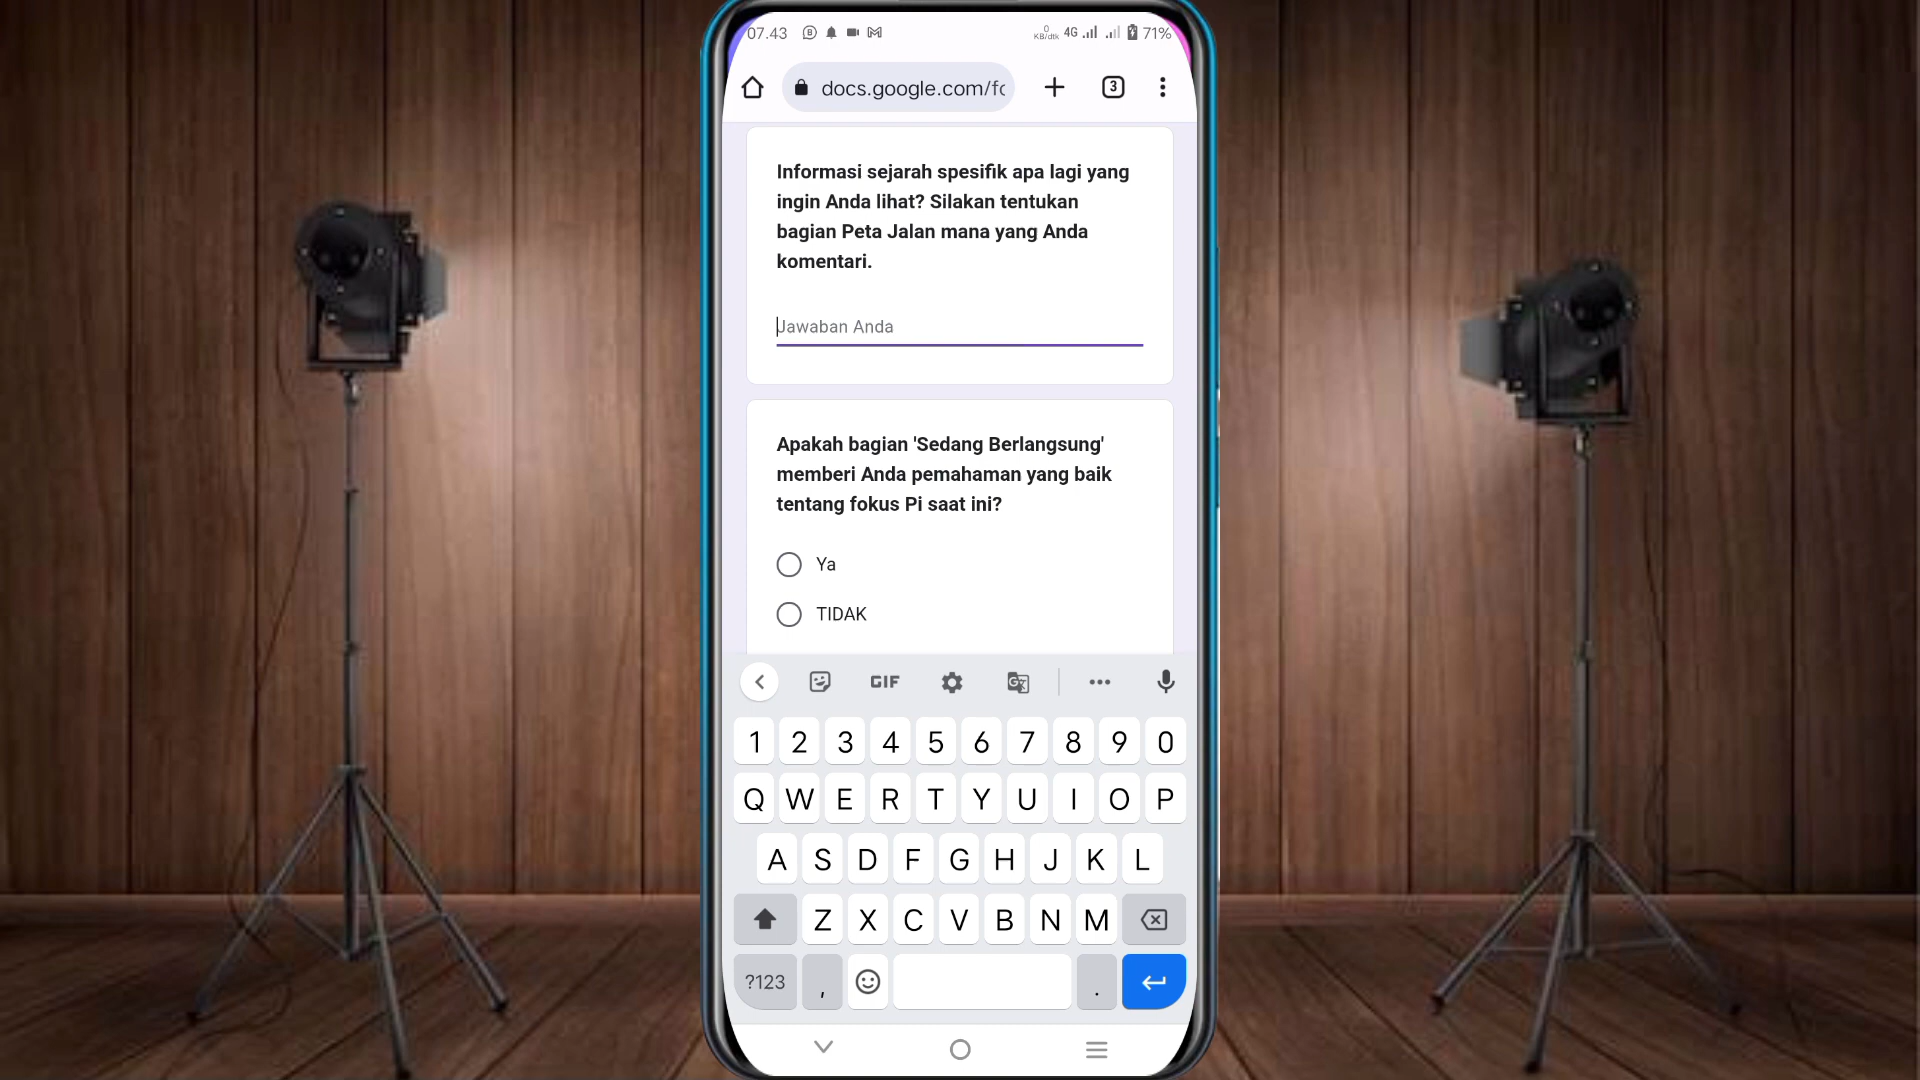 07.43
0
KB/dtk
4G
71%
docs.google.com/fo
3
Informasi sejarah spesifik apa lagi yang
ingin Anda lihat? Silakan tentukan
bagian Peta Jalan mana yang Anda
komentari.
Jawaban Anda
Apakah bagian 'Sedang Berlangsung'
memberi Anda pemahaman yang baik
tentang fokus Pi saat ini?
Ya
TIDAK
GIF
1 2 3 4 5 6 7 8 9 0
Q W E R T Y U I O P
A S D F G H J K L
Z X C V B N M
?123 , .